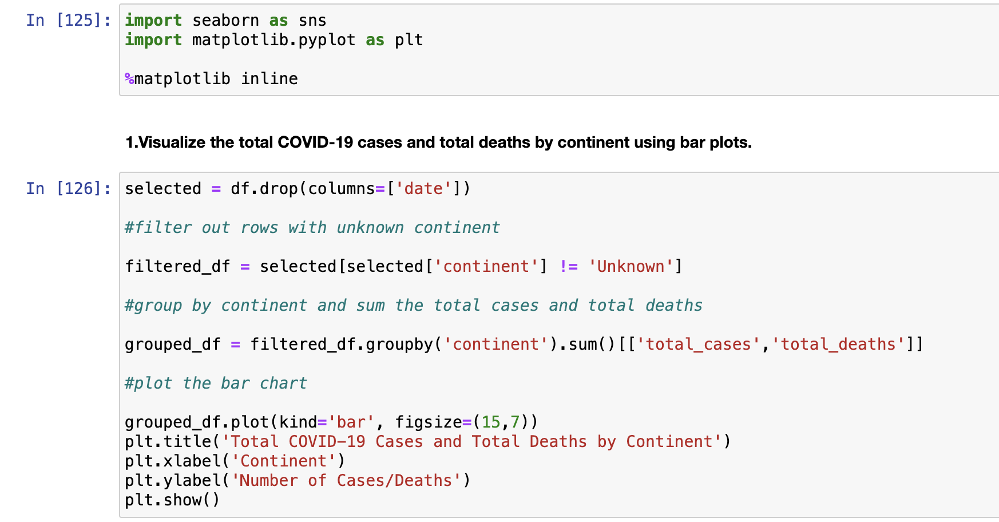 In [125]:
import seaborn as sns
import matplotlib.pyplot as plt
%matplotlib inline
1.Visualize the total COVID-19 cases and total deaths by continent using bar plots.
In [126]:
selected = df.drop(columns=['date'])
#filter out rows with unknown continent
filtered_df = selected[selected['continent'] != 'Unknown']
#group by continent and sum the total cases and total deaths
grouped_df = filtered_df.groupby('continent').sum()[['total_cases','total_deaths']]
#plot the bar chart
grouped_df.plot(kind='bar', figsize=(15,7))
plt.title('Total COVID-19 Cases and Total Deaths by Continent')
plt.xlabel('Continent')
plt.ylabel('Number of Cases/Deaths')
plt.show()